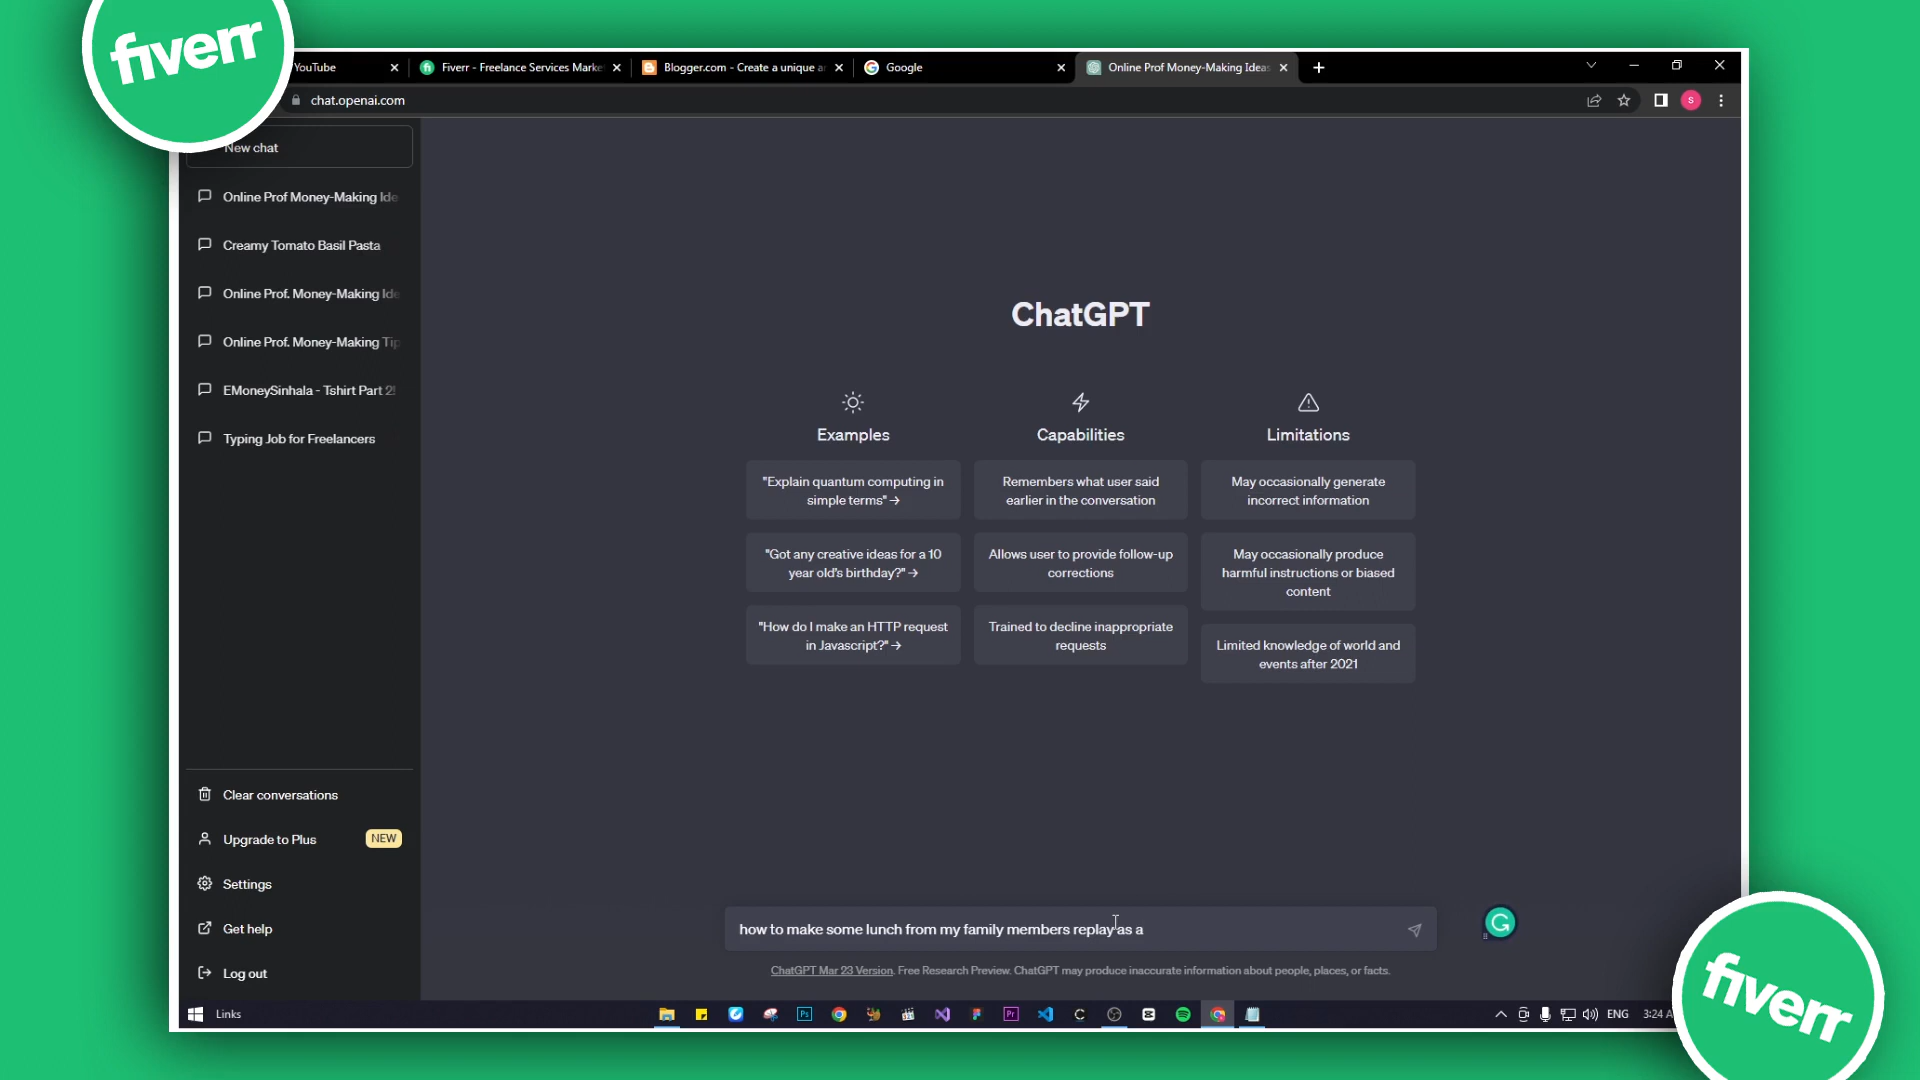 fiverr
YouTube
Fiverr - Freelance Services Marke
Blogger.com - Create a unique a
Google
Online Prof Money-Making Ideas
chat.openai.com
S
New chat
Online Prof Money-Making Ide
Creamy Tomato Basil Pasta
Online Prof. Money-Making Ide
Online Prof. Money-Making Tip
EMoneySinhala - Tshirt Part 2
Typing Job for Freelancers
ChatGPT
Examples
Capabilities
Limitations
"Explain quantum computing in
simple terms" →
Remembers what user said
earlier in the conversation
May occasionally generate
incorrect information
"Got any creative ideas for a 10
year old's birthday?" →
Allows user to provide follow-up
corrections
May occasionally produce
harmful instructions or biased
content
"How do I make an HTTP request
in Javascript?" →
Trained to decline inappropriate
requests
Limited knowledge of world and
events after 2021
Clear conversations
Upgrade to Plus
NEW
Settings
Get help
Log out
how to make some lunch from my family members replay as a
ChatGPT Mar 23 Version. Free Research Preview. ChatGPT may produce inaccurate information about people, places, or facts.
Links
Ps
Pr
ENG
3:24 A
fiverr